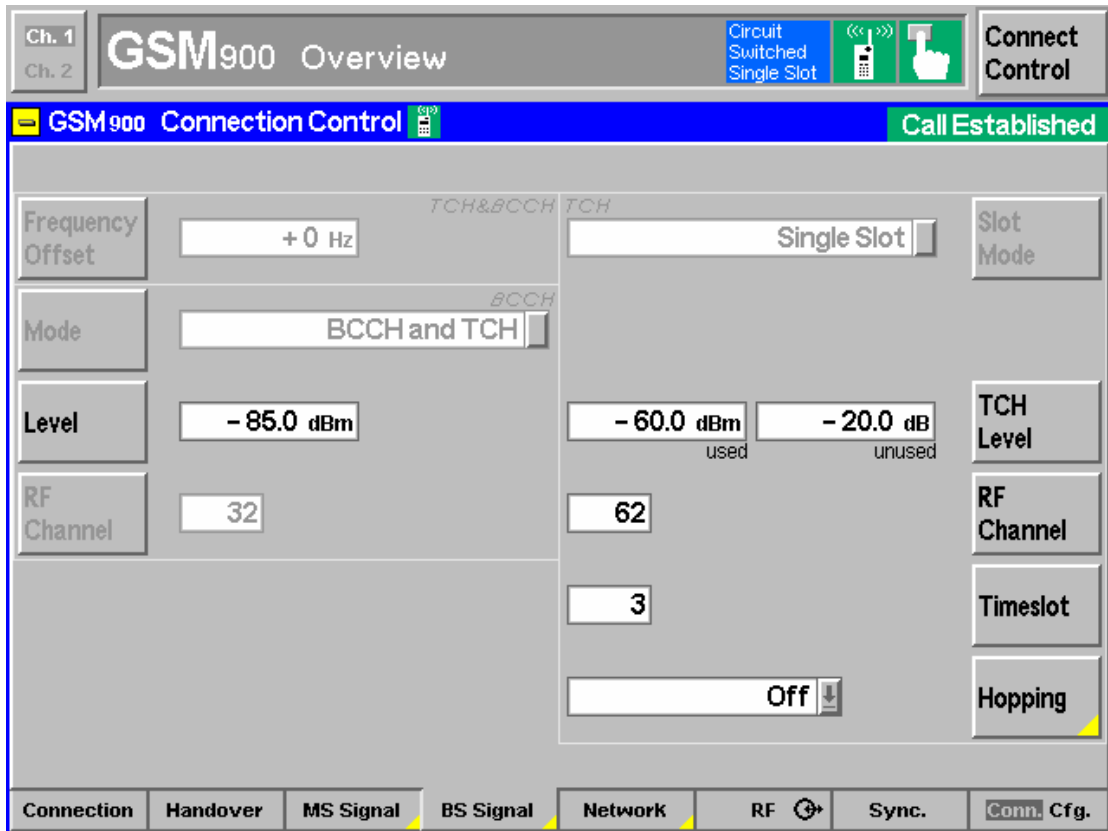 Ch. 1
Ch. 2
GSM900 Overview
Circuit
Switched
Single Slot
Connect
Control
GSM 900 Connection Control
Call Established
TCH&BCCH
TCH
Frequency
Offset
+ 0 Hz
Single Slot
Slot
Mode
BCCH
Mode
BCCH and TCH
Level
– 85.0 dBm
– 60.0 dBm
– 20.0 dB
used
unused
TCH
Level
RF
Channel
32
62
RF
Channel
3
Timeslot
Off
Hopping
Connection
Handover
MS Signal
BS Signal
Network
RF
Sync.
Conn. Cfg.